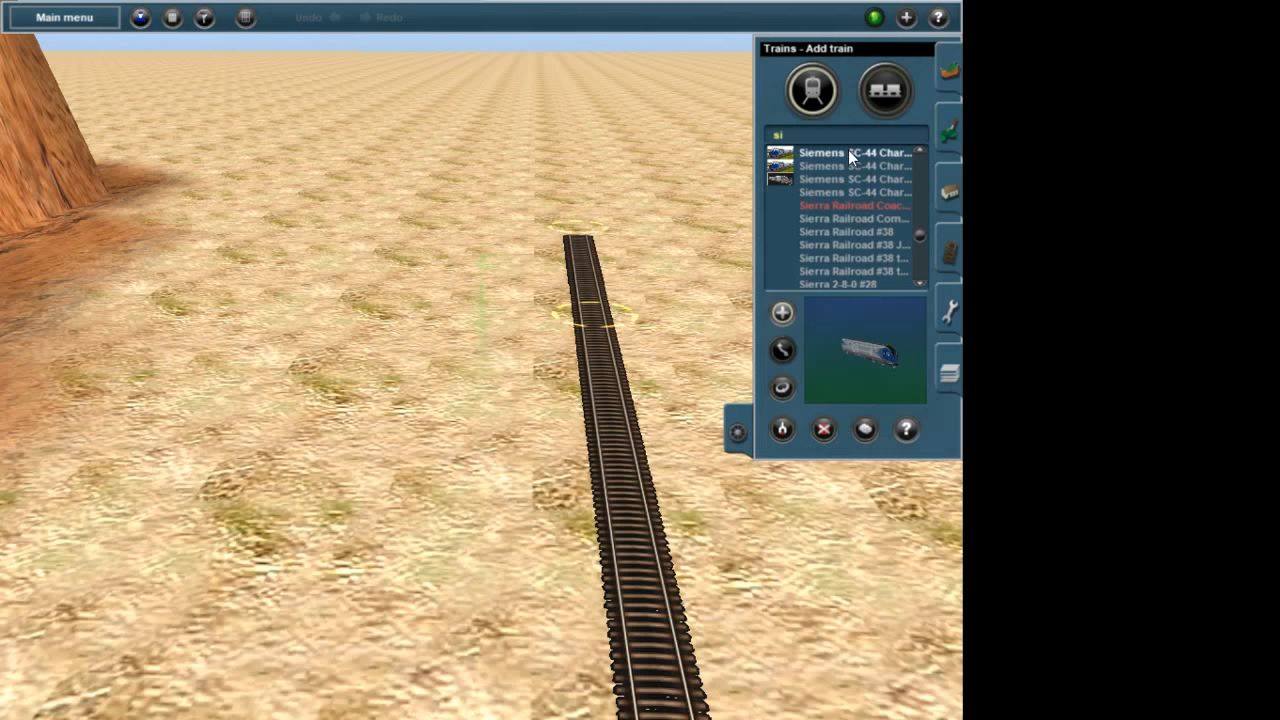 Main menu
Undo
Redo
?
Trains - Add train
si
Siemens SC-44 Char...
Siemens SC-44 Char...
Siemens SC-44 Char...
Siemens SC-44 Char...
Sierra Railroad Coac...
Sierra Railroad Com...
Sierra Railroad #38
Sierra Railroad #38 J...
Sierra Railroad #38 t...
Sierra Railroad #38 t...
Sierra 2-8-0 #28
?